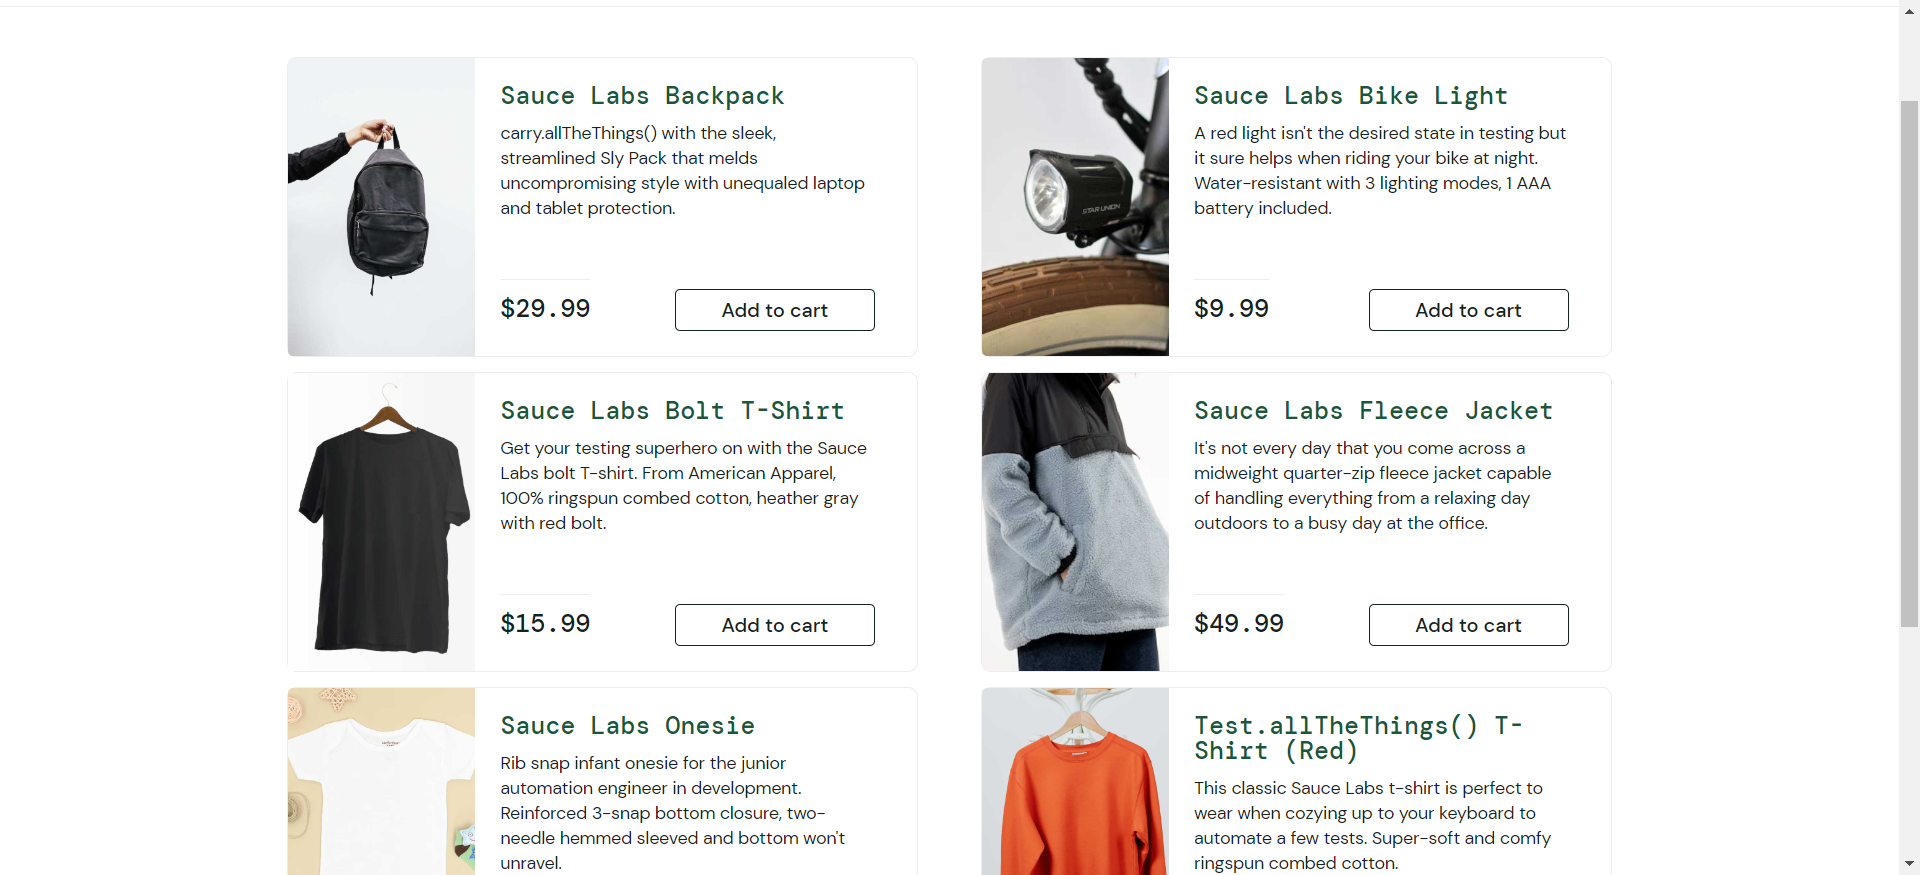 Sauce Labs Backpack
carry.allTheThings() with the sleek,
streamlined Sly Pack that melds
uncompromising style with unequaled laptop
and tablet protection.
$29.99
Add to cart
Sauce Labs Bike Light
A red light isn't the desired state in testing but
it sure helps when riding your bike at night.
Water-resistant with 3 lighting modes, 1 AAA
battery included.
STAR UNION
$9.99
Add to cart
Sauce Labs Bolt T-Shirt
Get your testing superhero on with the Sauce
Labs bolt T-shirt. From American Apparel,
100% ringspun combed cotton, heather gray
with red bolt.
$15.99
Add to cart
Sauce Labs Fleece Jacket
It's not every day that you come across a
midweight quarter-zip fleece jacket capable
of handling everything from a relaxing day
outdoors to a busy day at the office.
$49.99
Add to cart
Sauce Labs Onesie
Rib snap infant onesie for the junior
automation engineer in development.
Reinforced 3-snap bottom closure, two-
needle hemmed sleeved and bottom won't
unravel.
Test.allTheThings() T-
Shirt (Red)
This classic Sauce Labs t-shirt is perfect to
wear when cozying up to your keyboard to
automate a few tests. Super-soft and comfy
ringspun combed cotton.